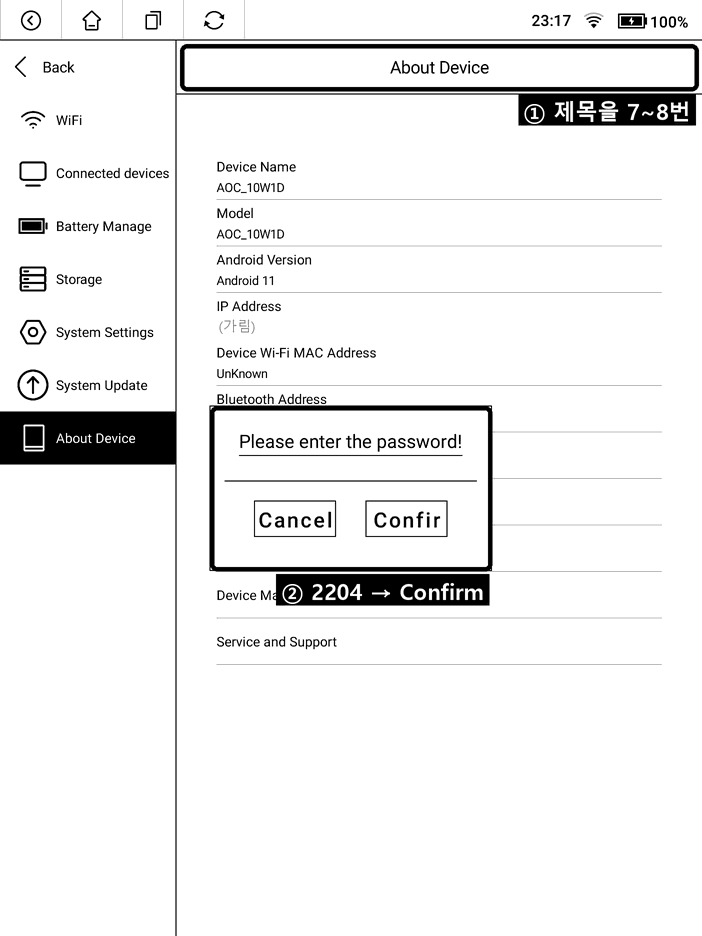 23:17 100%
Back
About Device
① 제목을 7~8번
WiFi
Connected devices
Battery Manage
Storage
System Settings
System Update
About Device
Device Name
AOC_10W1D
Model
AOC_10W1D
Android Version
Android 11
IP Address
(가림)
Device Wi-Fi MAC Address
UnKnown
Bluetooth Address
Please enter the password!
Cancel Confir
② 2204 → Confirm
Device Ma
Service and Support